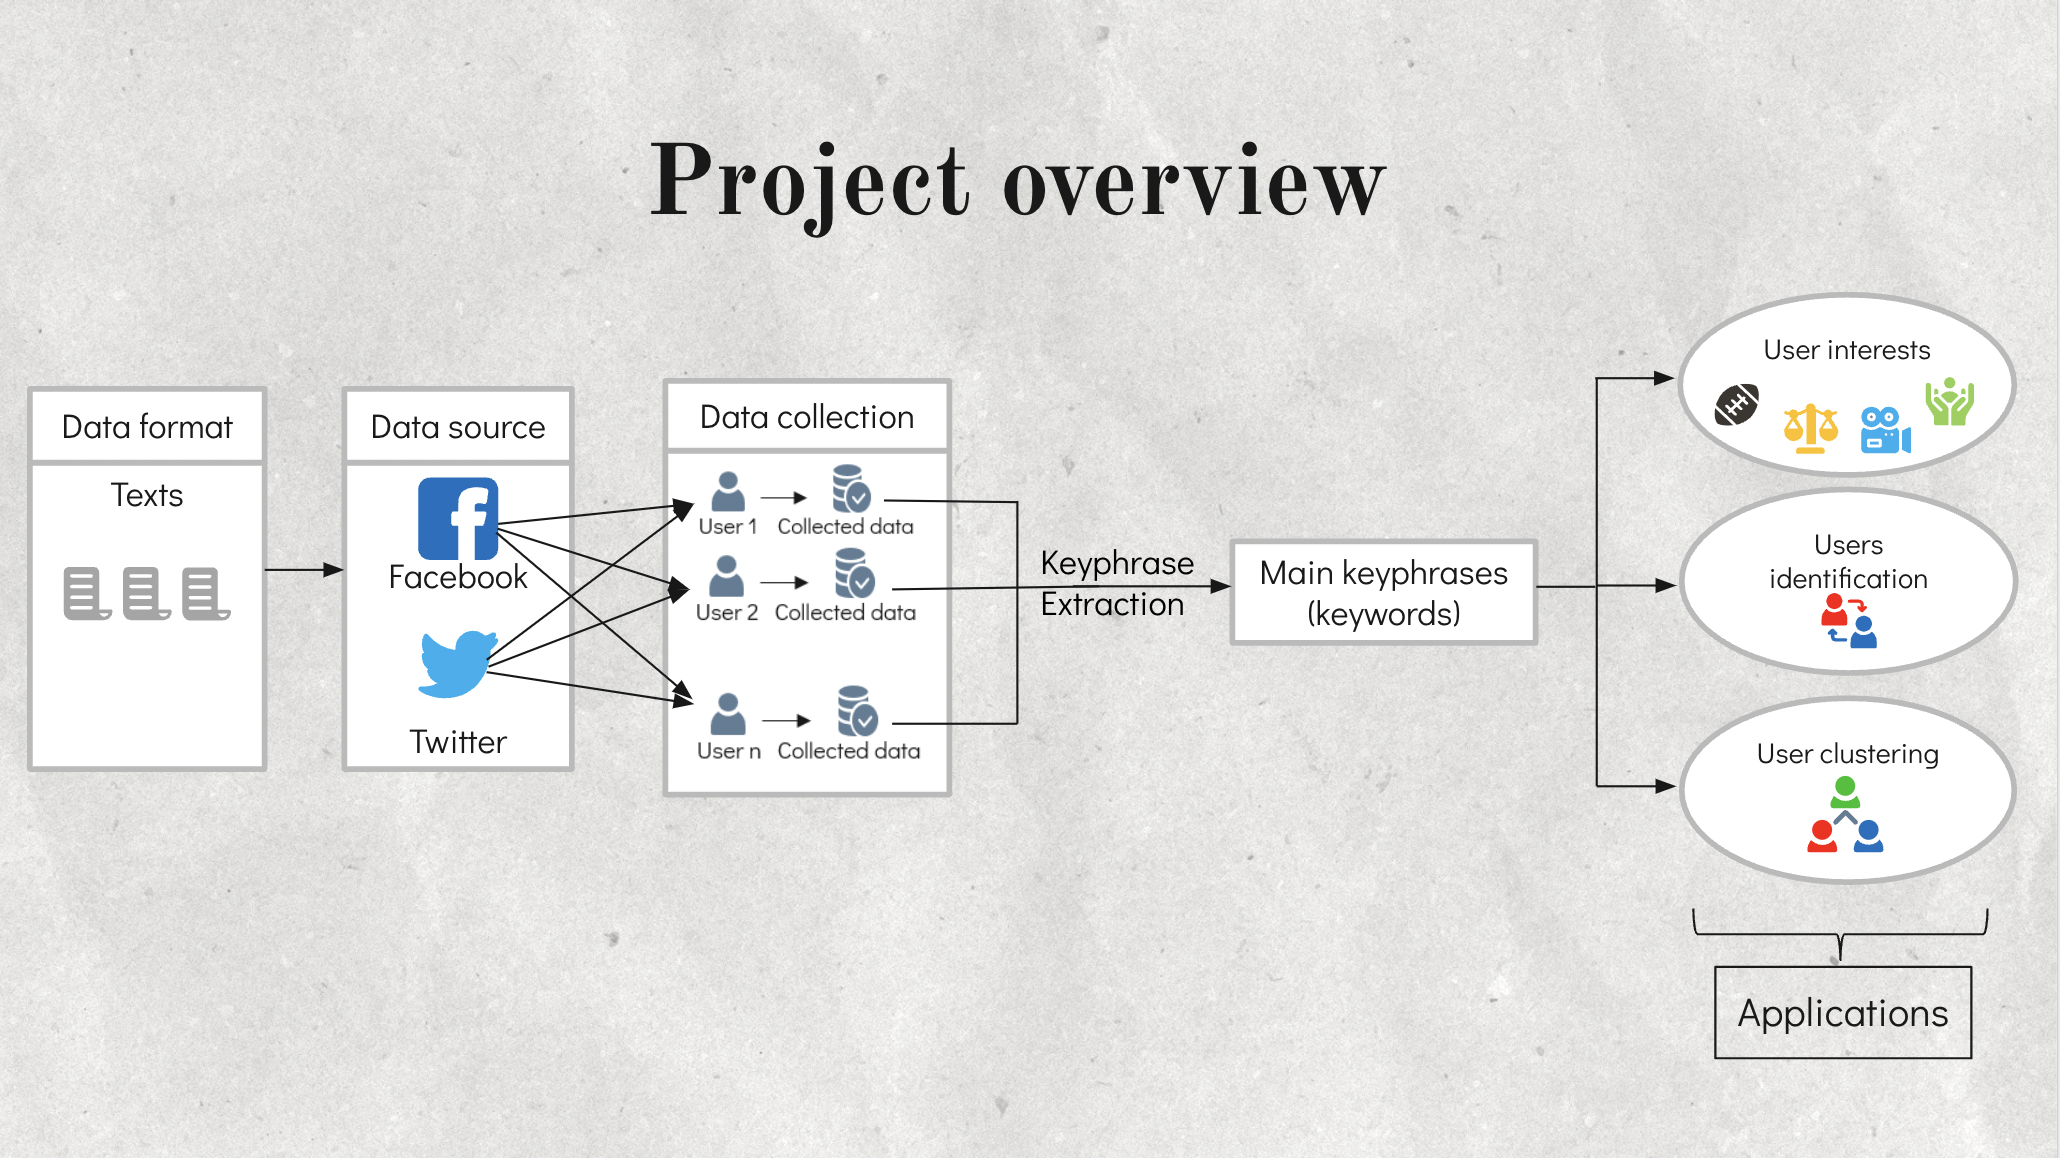 Project overview
Data format
Texts
Data source
Facebook
Twitter
Data collection
User 1
Collected data
User 2
Collected data
User n
Collected data
Keyphrase
Extraction
Main keyphrases
(keywords)
User interests
Users
identification
User clustering
Applications